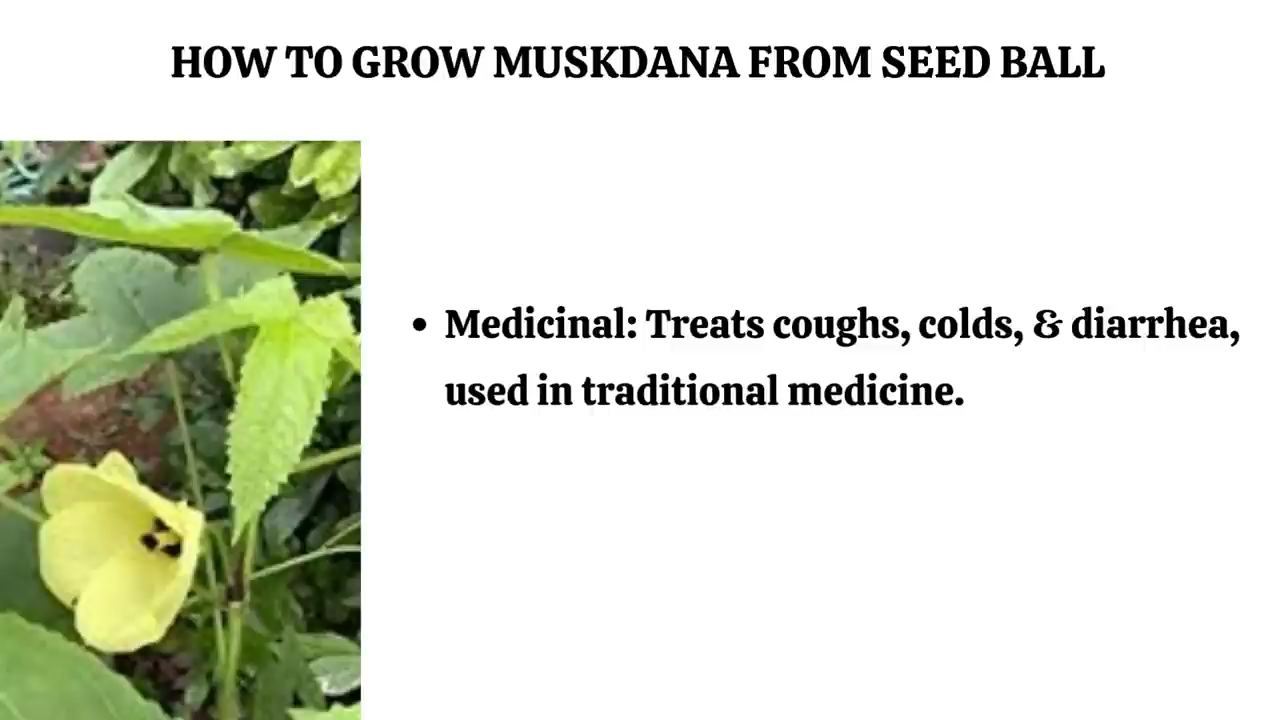 HOW TO GROW MUSKDANA FROM SEED BALL
• Medicinal: Treats coughs, colds, & diarrhea,
used in traditional medicine.